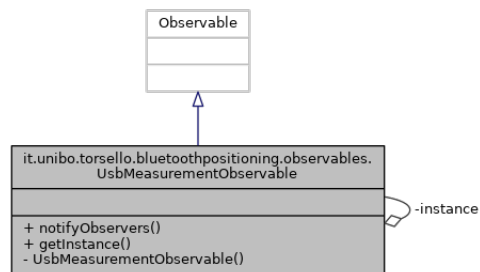 Observable
it.unibo.torsello.bluetoothpositioning.observables.
UsbMeasurementObservable
-instance
+ notifyObservers()
+ getInstance()
- UsbMeasurementObservable()